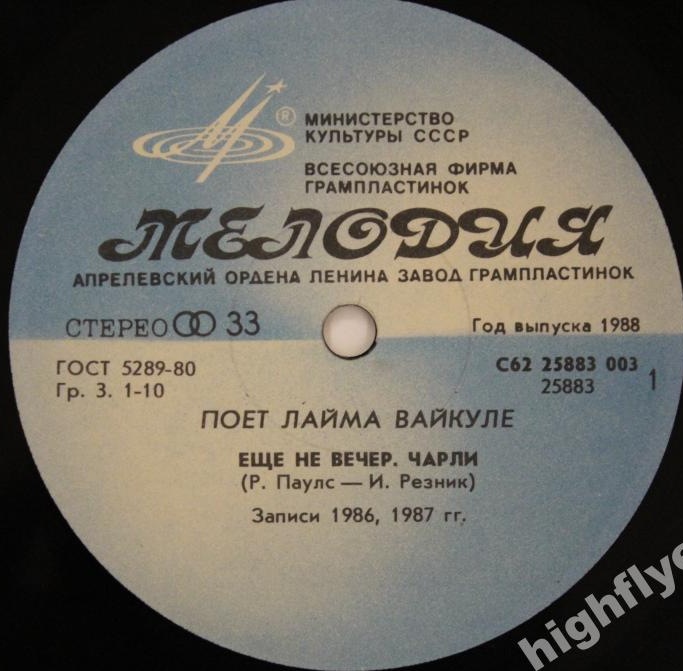 ®
МИНИСТЕРСТВО
КУЛЬТУРЫ СССР
ВСЕСОЮЗНАЯ ФИРМА
ГРАМПЛАСТИНОК
МЕЛОДИЯ
АПРЕЛЕВСКИЙ ОРДЕНА ЛЕНИНА ЗАВОД ГРАМПЛАСТИНОК
СТЕРЕО 33
Год выпуска 1988
ГОСТ 5289-80
Гр. 3. 1-10
С62 25883 003
25883
1
ПОЕТ ЛАЙМА ВАЙКУЛЕ
ЕЩЕ НЕ ВЕЧЕР. ЧАРЛИ
(Р. Паулс — И. Резник)
Записи 1986, 1987 гг.